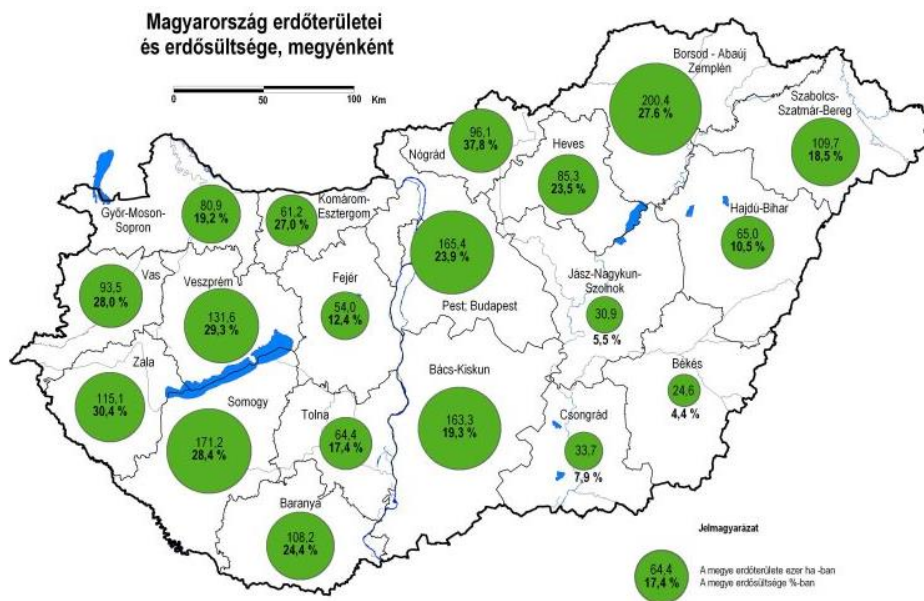 Magyarország erdőterületei
és erdősültsége, megyénként
0 50 100
Km
Borsod - Abaúj
Zemplén
200,4
27.6 %
Szabolcs-
Szatmár-Bereg
109,7
18,5 %
Nógrád
96,1
37,8 %
Heves
85,3
23,5 %
Hajdú-Bihar
65,0
10,5 %
Győr-Moson-
Sopron
80,9
19,2 %
Komárom-
Esztergom
61,2
27,0 %
165,4
23,9 %
Pest; Budapest
Vas
93,5
28,0 %
Veszprém
131,6
29,3 %
Fejér
54,0
12,4 %
Jász-Nagykun-
Szolnok
30,9
5,5 %
Zala
115,1
30,4 %
Somogy
171,2
28,4 %
Tolna
64,4
17,4 %
Bács-Kiskun
163,3
19,3 %
Csongrád
33,7
7,9 %
Békés
24,6
4,4 %
Baranya
108,2
24,4 %
Jelmagyarázat
64,4
17,4 %
A megye erdőterülete ezer ha -ban
A megye erdősültsége %-ban